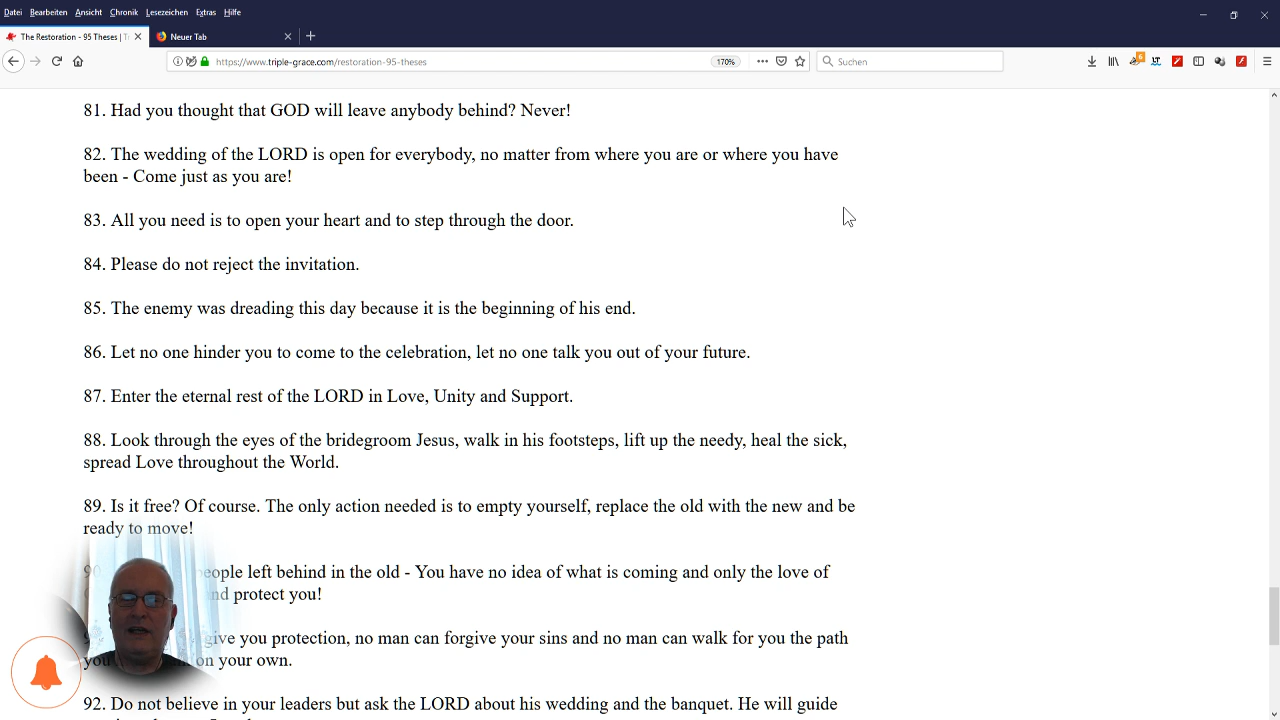 Datei Bearbeiten Ansicht Chronik Lesezeichen Extras Hilfe
The Restoration - 95 Theses |
Neuer Tab
https://www.triple-grace.com/restoration-95-theses
170%
Suchen
6
81. Had you thought that GOD will leave anybody behind? Never!
82. The wedding of the LORD is open for everybody, no matter from where you are or where you have
been - Come just as you are!
83. All you need is to open your heart and to step through the door.
84. Please do not reject the invitation.
85. The enemy was dreading this day because it is the beginning of his end.
86. Let no one hinder you to come to the celebration, let no one talk you out of your future.
87. Enter the eternal rest of the LORD in Love, Unity and Support.
88. Look through the eyes of the bridegroom Jesus, walk in his footsteps, lift up the needy, heal the sick,
spread Love throughout the World.
89. Is it free? Of course. The only action needed is to empty yourself, replace the old with the new and be
ready to move!
people left behind in the old - You have no idea of what is coming and only the love of
protect you!
give you protection, no man can forgive your sins and no man can walk for you the path
you on your own.
92. Do not believe in your leaders but ask the LORD about his wedding and the banquet. He will guide